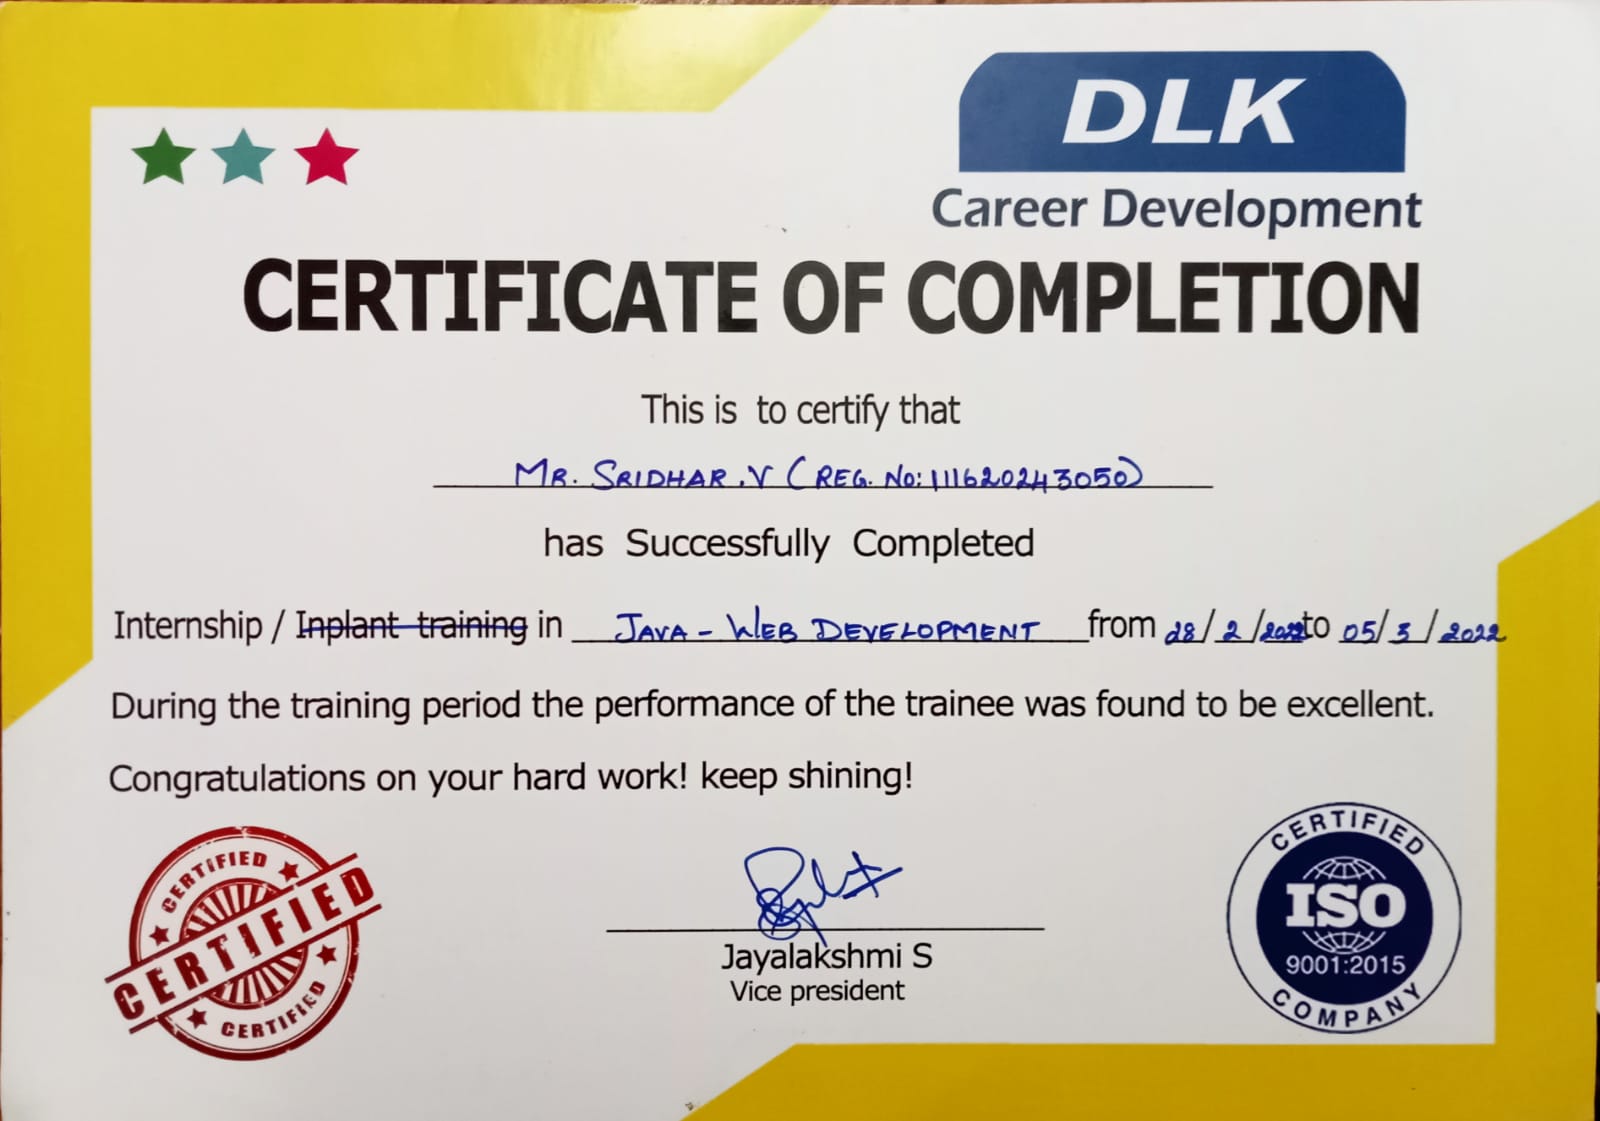 DLK
Career Development
CERTIFICATE OF COMPLETION
This is to certify that
MR. SRIDHAR.V (REG. No: 111620243050)
has Successfully Completed
Internship / Inplant training in JAVA - WEB DEVELOPMENT from 28/2/2022 to 05/3/2022
During the training period the performance of the trainee was found to be excellent.
Congratulations on your hard work! keep shining!
CERTIFIED
CERTIFIED
CERTIFIED
Jayalakshmi S
Vice president
CERTIFIED
ISO
9001:2015
COMPANY